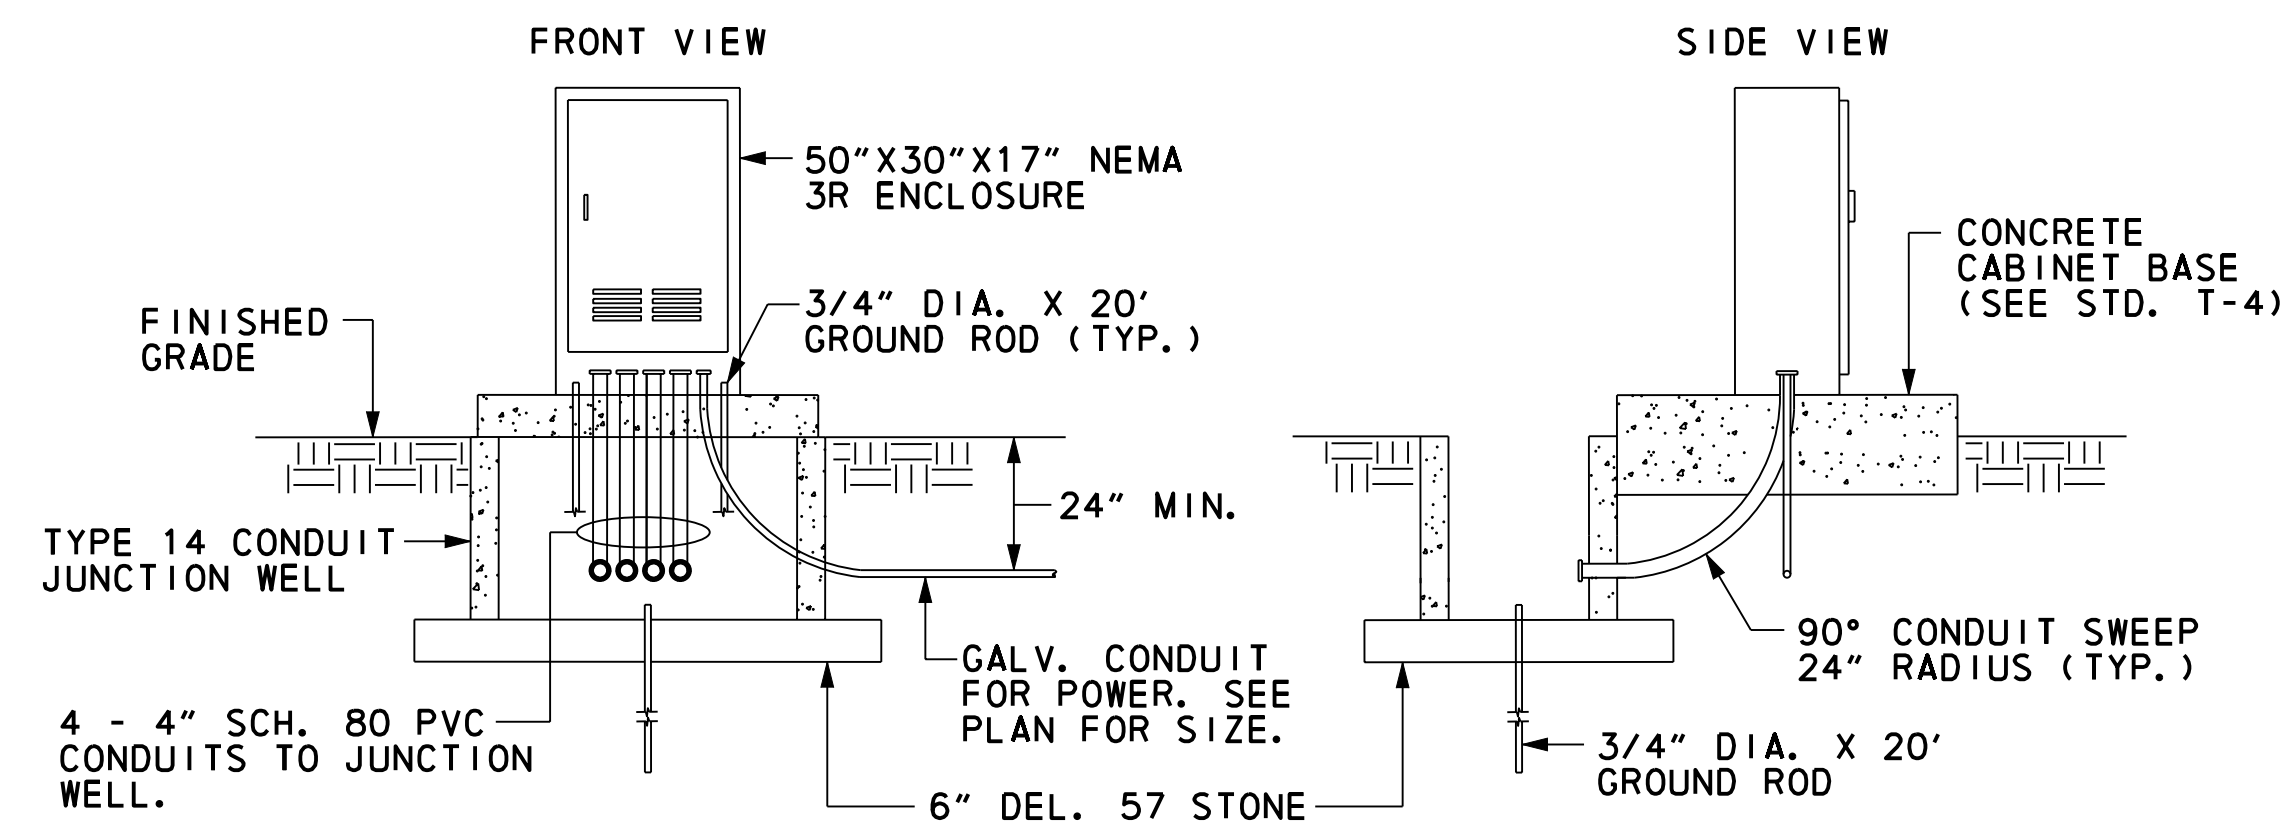 FRONT VIEW
SIDE VIEW
50"X30"X17" NEMA
3R ENCLOSURE
CONCRETE
CABINET BASE
(SEE STD. T-4)
3/4" DIA. X 20'
GROUND ROD (TYP.)
FINISHED
GRADE
24" MIN.
TYPE 14 CONDUIT
JUNCTION WELL
90° CONDUIT SWEEP
24" RADIUS (TYP.)
GALV. CONDUIT
FOR POWER. SEE
PLAN FOR SIZE.
4 - 4" SCH. 80 PVC
CONDUITS TO JUNCTION
WELL.
3/4" DIA. X 20'
GROUND ROD
6" DEL. 57 STONE